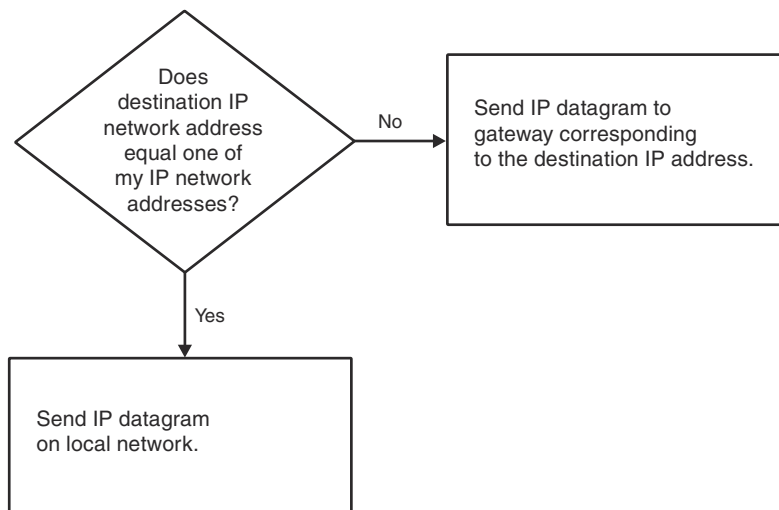 Does
destination IP
network address
equal one of
my IP network
addresses?
No
Send IP datagram to
gateway corresponding
to the destination IP address.
Yes
Send IP datagram
on local network.